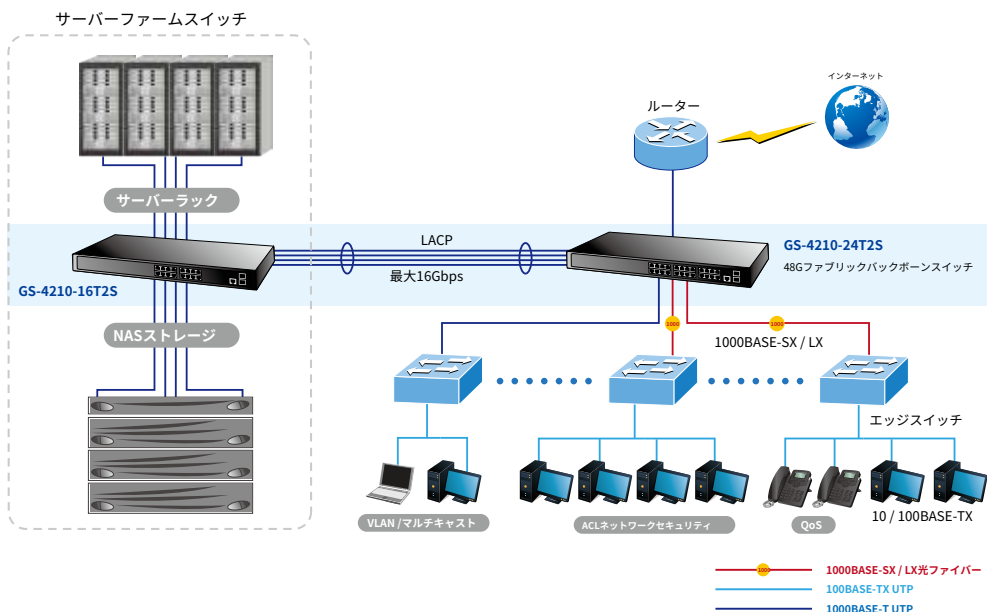 サーバーファームスイッチ
インターネット
ルーター
サーバーラック
LACP
最大16Gbps
GS-4210-24T2S
48Gファブリックバックボーンスイッチ
GS-4210-16T2S
NASストレージ
1000
1000
1000BASE-SX / LX
エッジスイッチ
VLAN /マルチキャスト
ACLネットワークセキュリティ
QoS
10 / 100BASE-TX
1000
1000BASE-SX / LX光ファイバー
100BASE-TX UTP
1000BASE-T UTP